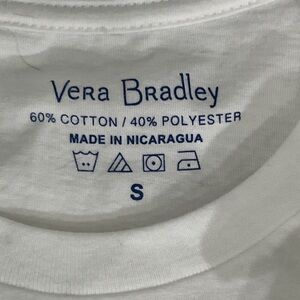 Vera Bradley
60% COTTON / 40% POLYESTER
MADE IN NICARAGUA
S